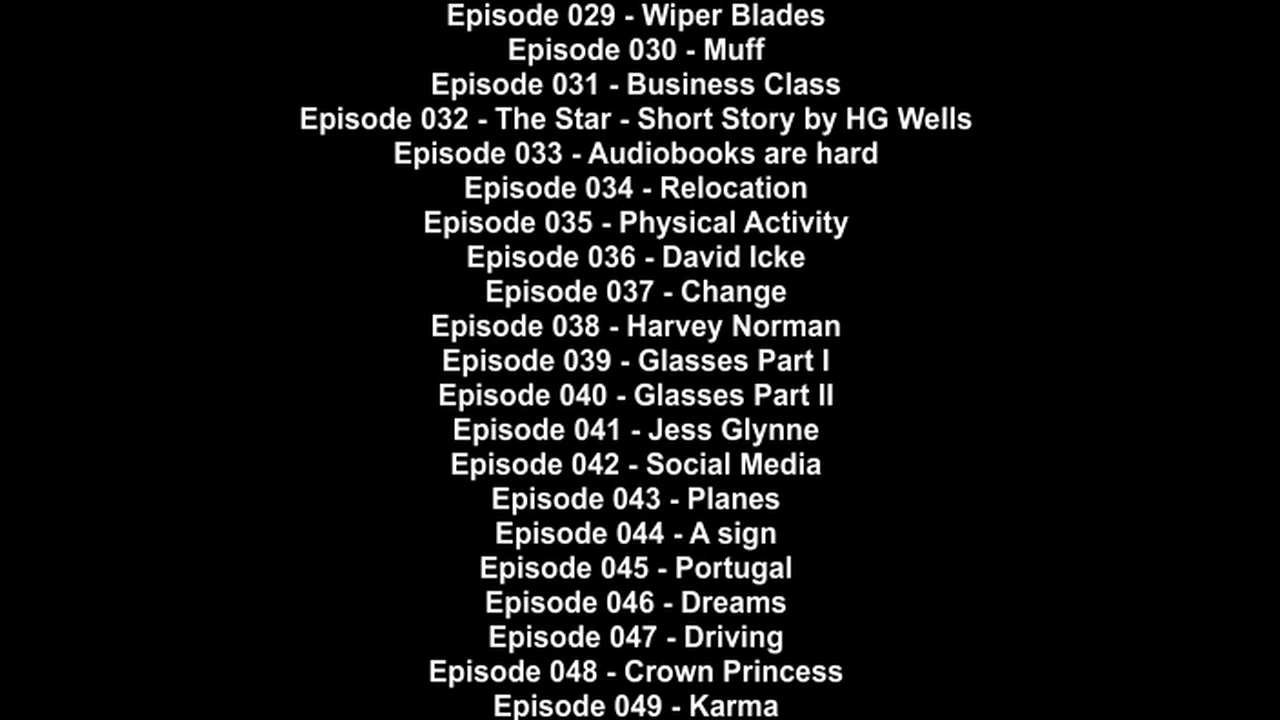 Episode 029 - Wiper Blades
Episode 030 - Muff
Episode 031 - Business Class
Episode 032 - The Star - Short Story by HG Wells
Episode 033 - Audiobooks are hard
Episode 034 - Relocation
Episode 035 - Physical Activity
Episode 036 - David Icke
Episode 037 - Change
Episode 038 - Harvey Norman
Episode 039 - Glasses Part I
Episode 040 - Glasses Part II
Episode 041 - Jess Glynne
Episode 042 - Social Media
Episode 043 - Planes
Episode 044 - A sign
Episode 045 - Portugal
Episode 046 - Dreams
Episode 047 - Driving
Episode 048 - Crown Princess
Episode 049 - Karma